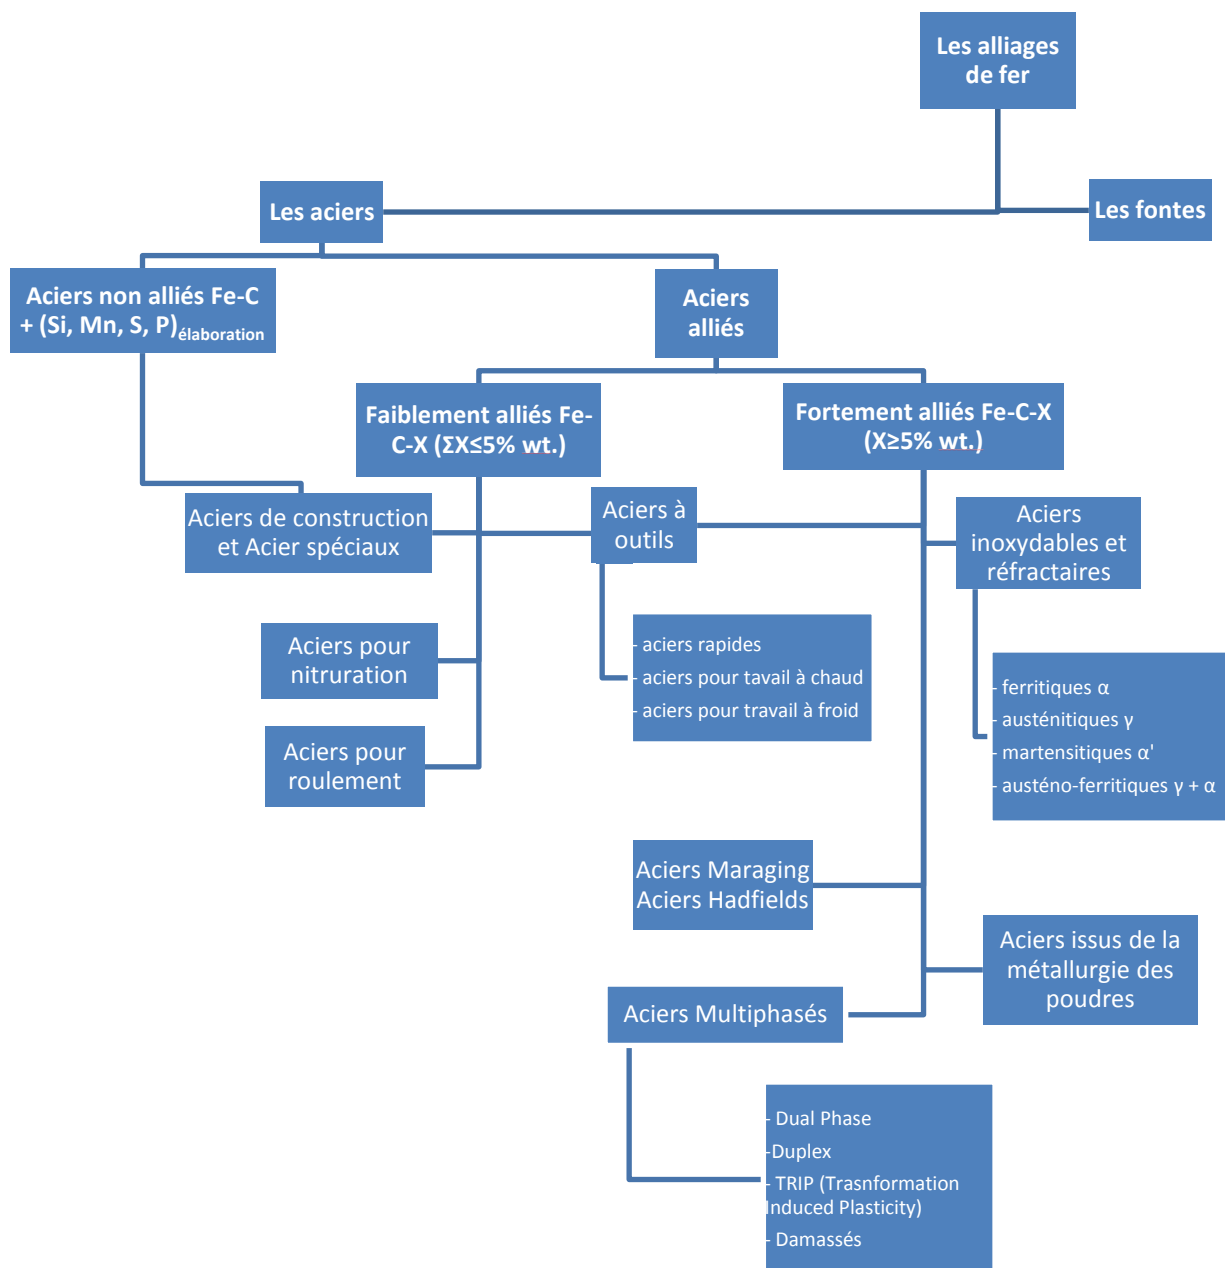 Les alliages
de fer
Les aciers
Les fontes
Aciers non alliés Fe-C
+ (Si, Mn, S, P)élaboration
Aciers
alliés
Faiblement alliés Fe-
C-X (ΣX≤5% wt.)
Fortement alliés Fe-C-X
(X≥5% wt.)
Aciers de construction
et Acier spéciaux
Aciers à
outils
Aciers
inoxydables et
réfractaires
Aciers pour
nitruration
- aciers rapides
- aciers pour tavail à chaud
- aciers pour travail à froid
- ferritiques α
- austénitiques γ
- martensitiques α'
- austéno-ferritiques γ + α
Aciers pour
roulement
Aciers Maraging
Aciers Hadfields
Aciers issus de la
métallurgie des
poudres
Aciers Multiphasés
- Dual Phase
-Duplex
- TRIP (Trasnformation
Induced Plasticity)
- Damassés